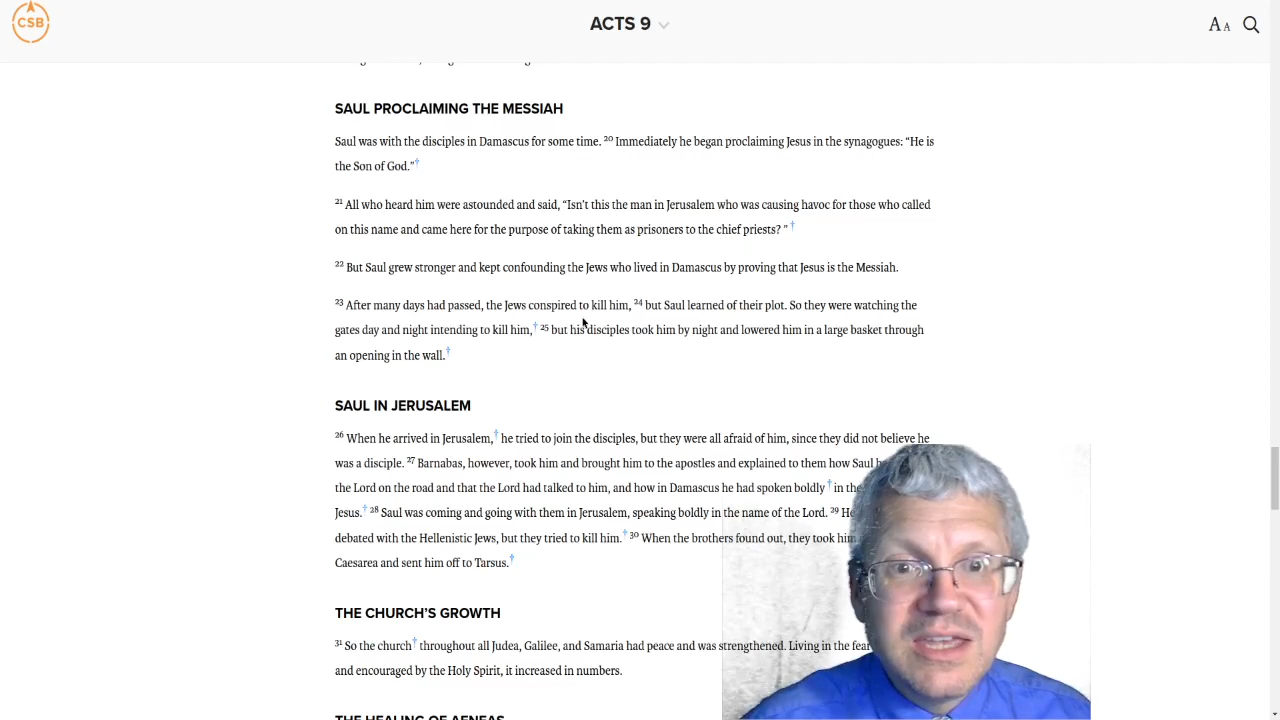 CSB
ACTS 9
AA
SAUL PROCLAIMING THE MESSIAH
Saul was with the disciples in Damascus for some time. 20 Immediately he began proclaiming Jesus in the synagogues: “He is
the Son of God.”†
21 All who heard him were astounded and said, “Isn’t this the man in Jerusalem who was causing havoc for those who called
on this name and came here for the purpose of taking them as prisoners to the chief priests? ” †
22 But Saul grew stronger and kept confounding the Jews who lived in Damascus by proving that Jesus is the Messiah.
23 After many days had passed, the Jews conspired to kill him, 24 but Saul learned of their plot. So they were watching the
gates day and night intending to kill him,† 25 but his disciples took him by night and lowered him in a large basket through
an opening in the wall.†
SAUL IN JERUSALEM
26 When he arrived in Jerusalem,† he tried to join the disciples, but they were all afraid of him, since they did not believe he
was a disciple. 27 Barnabas, however, took him and brought him to the apostles and explained to them how Saul
the Lord on the road and that the Lord had talked to him, and how in Damascus he had spoken boldly † in the
Jesus.† 28 Saul was coming and going with them in Jerusalem, speaking boldly in the name of the Lord. 29 He
debated with the Hellenistic Jews, but they tried to kill him.† 30 When the brothers found out, they took him
Caesarea and sent him off to Tarsus.†
THE CHURCH’S GROWTH
31 So the church† throughout all Judea, Galilee, and Samaria had peace and was strengthened. Living in the fear
and encouraged by the Holy Spirit, it increased in numbers.
THE HEALING OF AENEAS